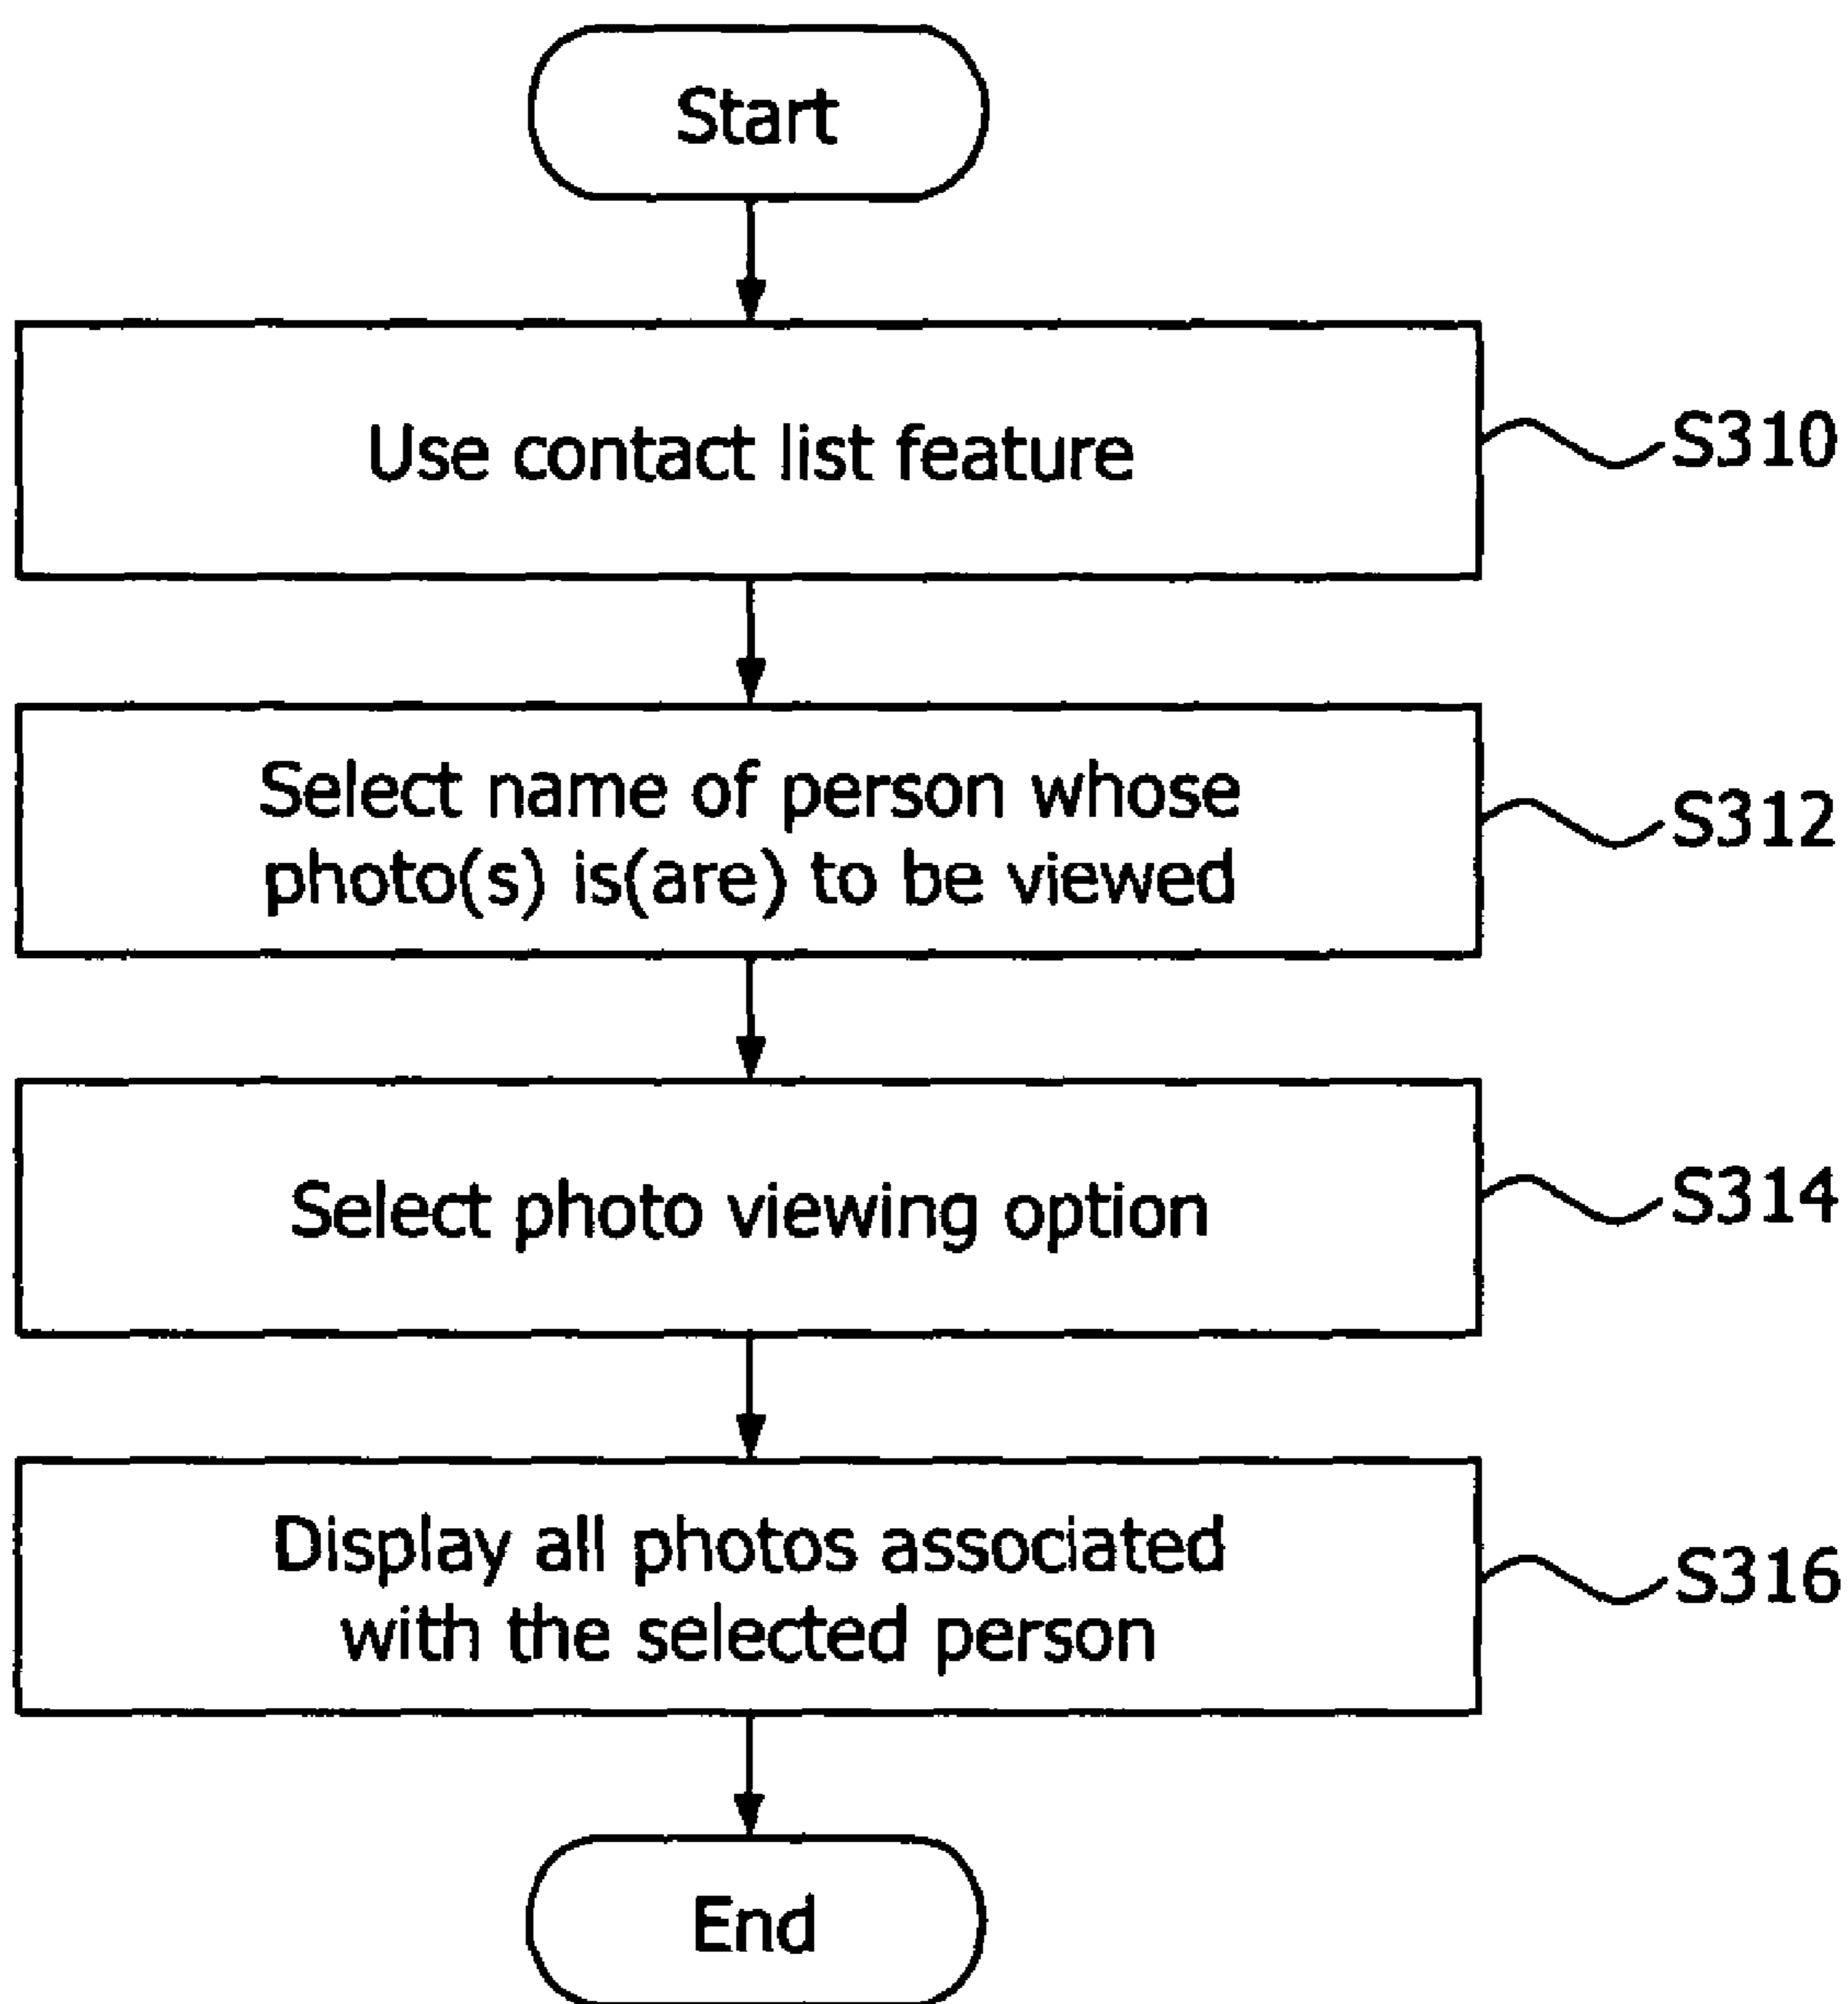 Start
Use contact list feature
S310
Select name of person whose
photo(s) is(are) to be viewed
S312
Select photo viewing option
S314
Display all photos associated
with the selected person
S316
End